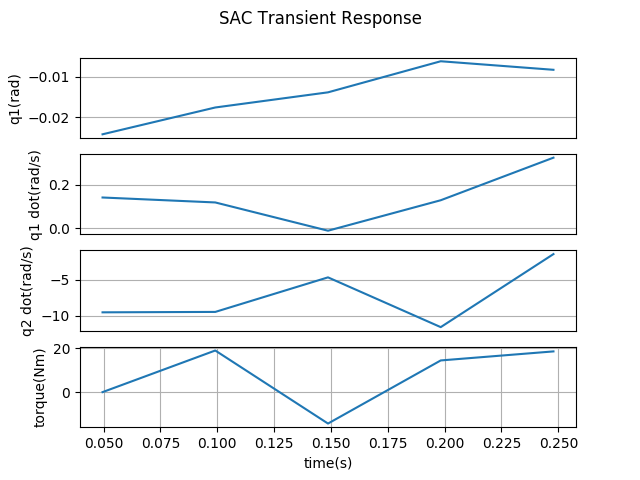 SAC Transient Response
q1(rad)
−0.01
−0.02
q1 dot(rad/s)
0.2
0.0
q2 dot(rad/s)
−5
−10
torque(Nm)
20
0
0.050 0.075 0.100 0.125 0.150 0.175 0.200 0.225 0.250
time(s)